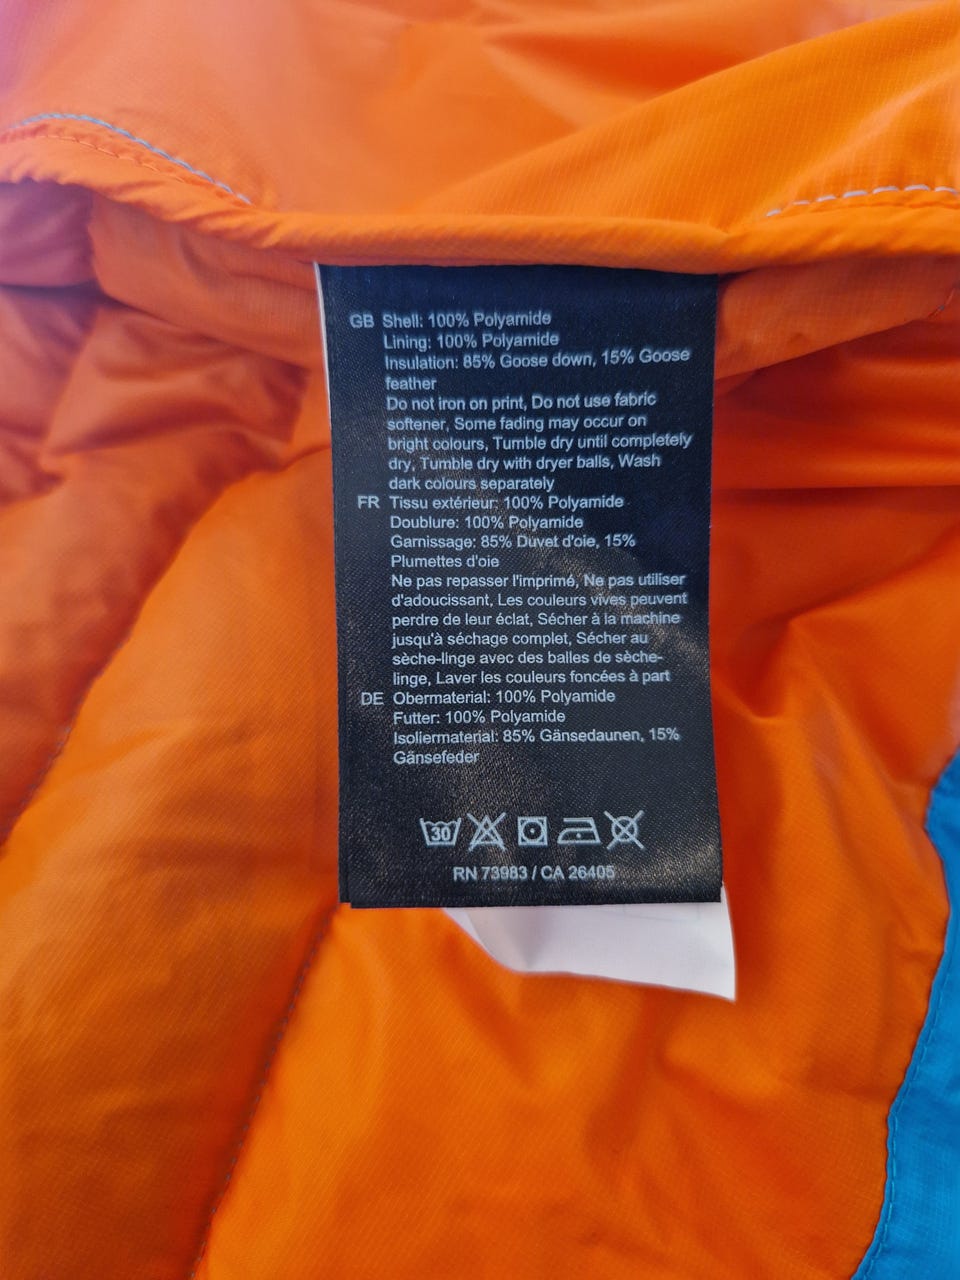 GB Shell: 100% Polyamide
Lining: 100% Polyamide
Insulation: 85% Goose down, 15% Goose
feather
Do not iron on print, Do not use fabric
softener, Some fading may occur on
bright colours, Tumble dry until completely
dry, Tumble dry with dryer balls, Wash
dark colours separately
FR Tissu extérieur: 100% Polyamide
Doublure: 100% Polyamide
Garnissage: 85% Duvet d'oie, 15%
Plumettes d'oie
Ne pas repasser l'imprimé, Ne pas utiliser
d'adoucissant, Les couleurs vives peuvent
perdre de leur éclat, Sécher à la machine
jusqu'à séchage complet, Sécher au
sèche-linge avec des balles de sèche-
linge, Laver les couleurs foncées à part
DE Obermaterial: 100% Polyamide
Futter: 100% Polyamide
Isoliermaterial: 85% Gänsedaunen, 15%
Gänsefeder
30
RN 73983 / CA 26405